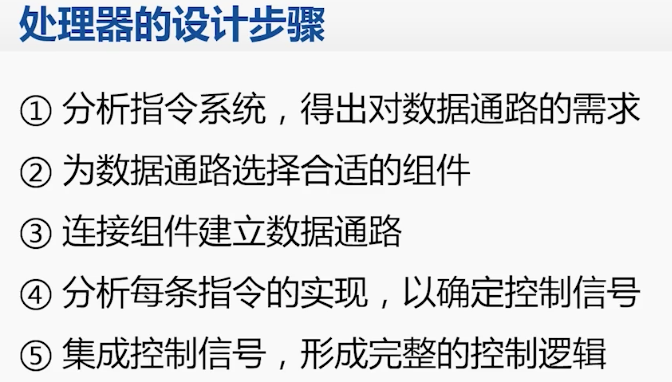 处理器的设计步骤
① 分析指令系统，得出对数据通路的需求
② 为数据通路选择合适的组件
③ 连接组件建立数据通路
④ 分析每条指令的实现，以确定控制信号
⑤ 集成控制信号，形成完整的控制逻辑